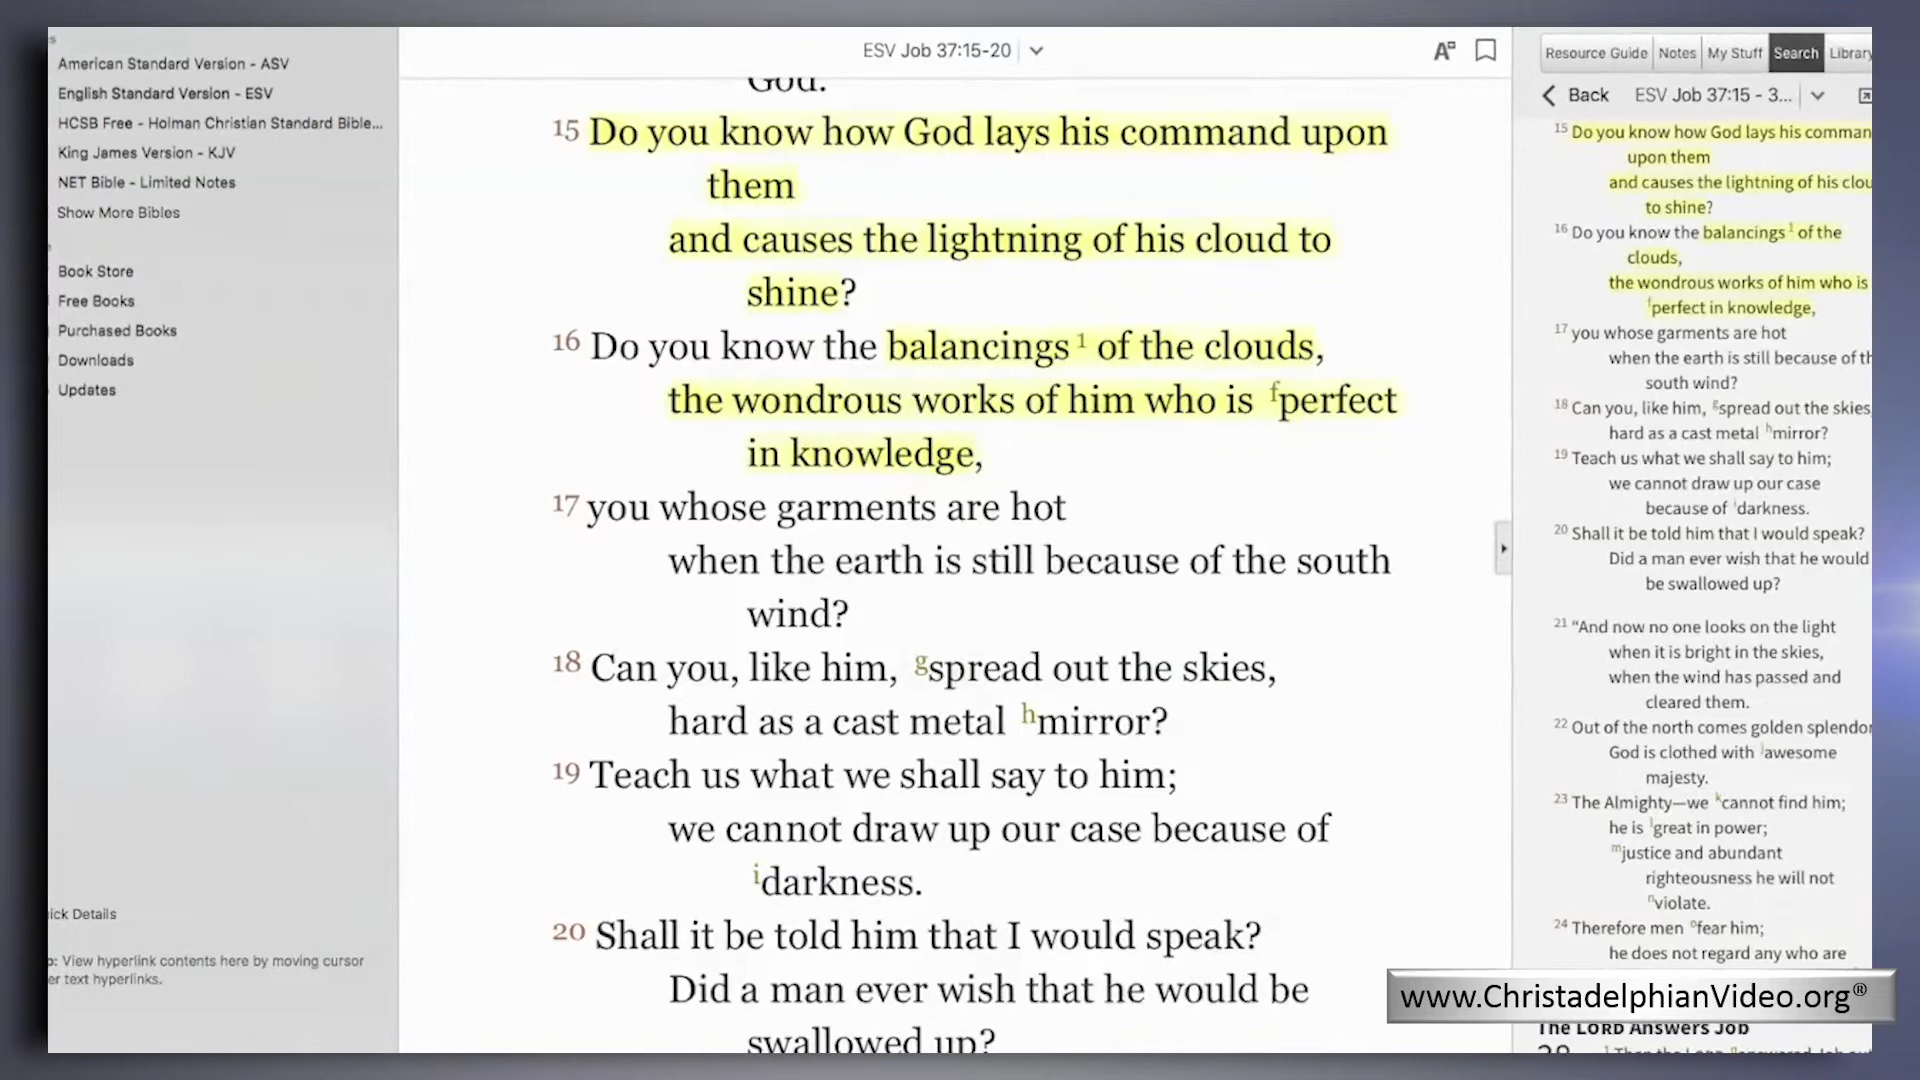 American Standard Version - ASV
English Standard Version - ESV
HCSB Free - Holman Christian Standard Bible...
King James Version - KJV
NET Bible - Limited Notes
Show More Bibles
Book Store
Free Books
Purchased Books
Downloads
Updates
ick Details
: View hyperlink contents here by moving cursor
er text hyperlinks.
ESV Job 37:15-20
God.
15 Do you know how God lays his command upon
them
and causes the lightning of his cloud to
shine?
16 Do you know the balancings 1 of the clouds,
the wondrous works of him who is f perfect
in knowledge,
17 you whose garments are hot
when the earth is still because of the south
wind?
18 Can you, like him, g spread out the skies,
hard as a cast metal h mirror?
19 Teach us what we shall say to him;
we cannot draw up our case because of
i darkness.
20 Shall it be told him that I would speak?
Did a man ever wish that he would be
swallowed up?
Resource Guide Notes My Stuff Search Library
Back ESV Job 37:15 - 3...
15 Do you know how God lays his comman
upon them
and causes the lightning of his clou
to shine?
16 Do you know the balancings 1 of the
clouds,
the wondrous works of him who is
f perfect in knowledge,
17 you whose garments are hot
when the earth is still because of th
south wind?
18 Can you, like him, g spread out the skies
hard as a cast metal h mirror?
19 Teach us what we shall say to him;
we cannot draw up our case
because of i darkness.
20 Shall it be told him that I would speak?
Did a man ever wish that he would
be swallowed up?
21 “And now no one looks on the light
when it is bright in the skies,
when the wind has passed and
cleared them.
22 Out of the north comes golden splendor
God is clothed with j awesome
majesty.
23 The Almighty—we k cannot find him;
he is l great in power;
m justice and abundant
righteousness he will not
n violate.
24 Therefore men o fear him;
he does not regard any who are
www.ChristadelphianVideo.org®
The LORD Answers Job